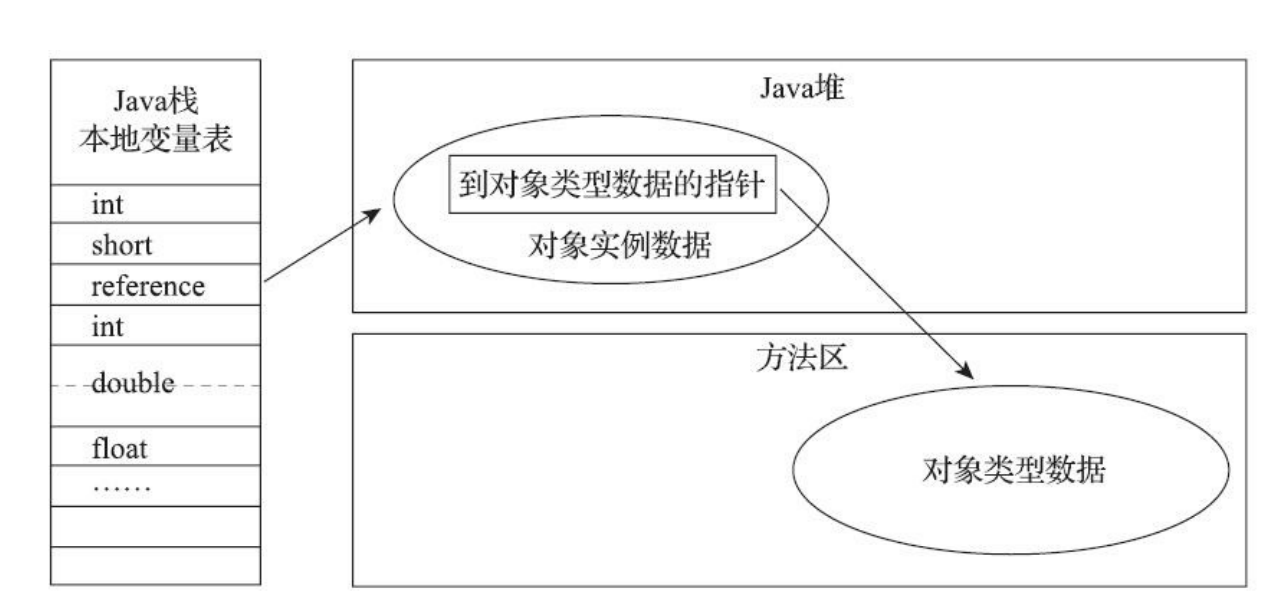 Java栈
本地变量表
int
short
reference
int
double
float
……
Java堆
到对象类型数据的指针
对象实例数据
方法区
对象类型数据